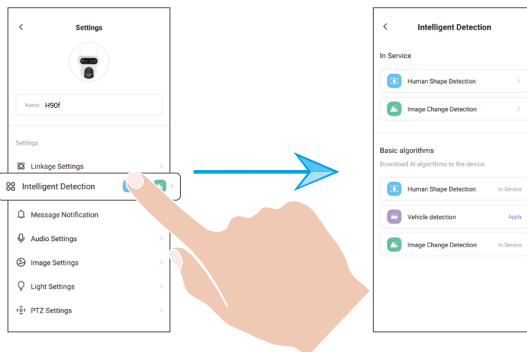 Settings
Name H90f
Settings
Linkage Settings
Intelligent Detection
Message Notification
Audio Settings
Image Settings
Light Settings
PTZ Settings
Intelligent Detection
In Service
Human Shape Detection
Image Change Detection
Basic algorithms
Download AI algorithms to the device.
Human Shape Detection In Service
Vehicle detection Apply
Image Change Detection In Service